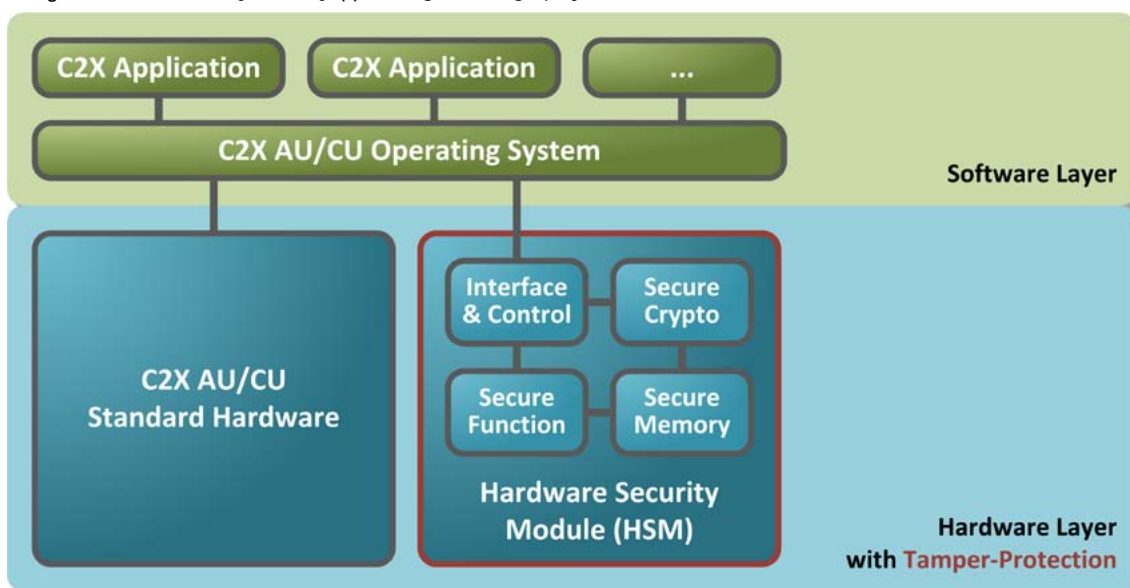 C2X Application
C2X Application
...
C2X AU/CU Operating System
Software Layer
C2X AU/CU
Standard Hardware
Interface
& Control
Secure
Crypto
Secure
Function
Secure
Memory
Hardware Security
Module (HSM)
Hardware Layer
with Tamper-Protection